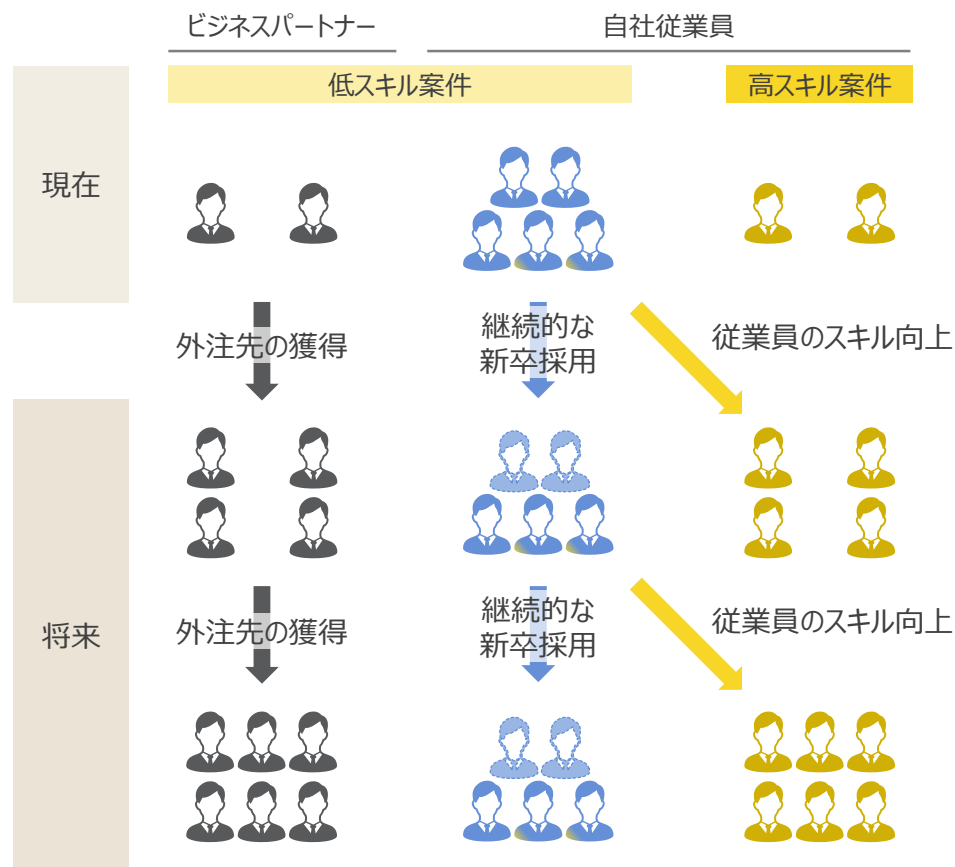 ビジネスパートナー
自社従業員
低スキル案件
高スキル案件
現在
外注先の獲得
継続的な
新卒採用
従業員のスキル向上
将来
外注先の獲得
継続的な
新卒採用
従業員のスキル向上